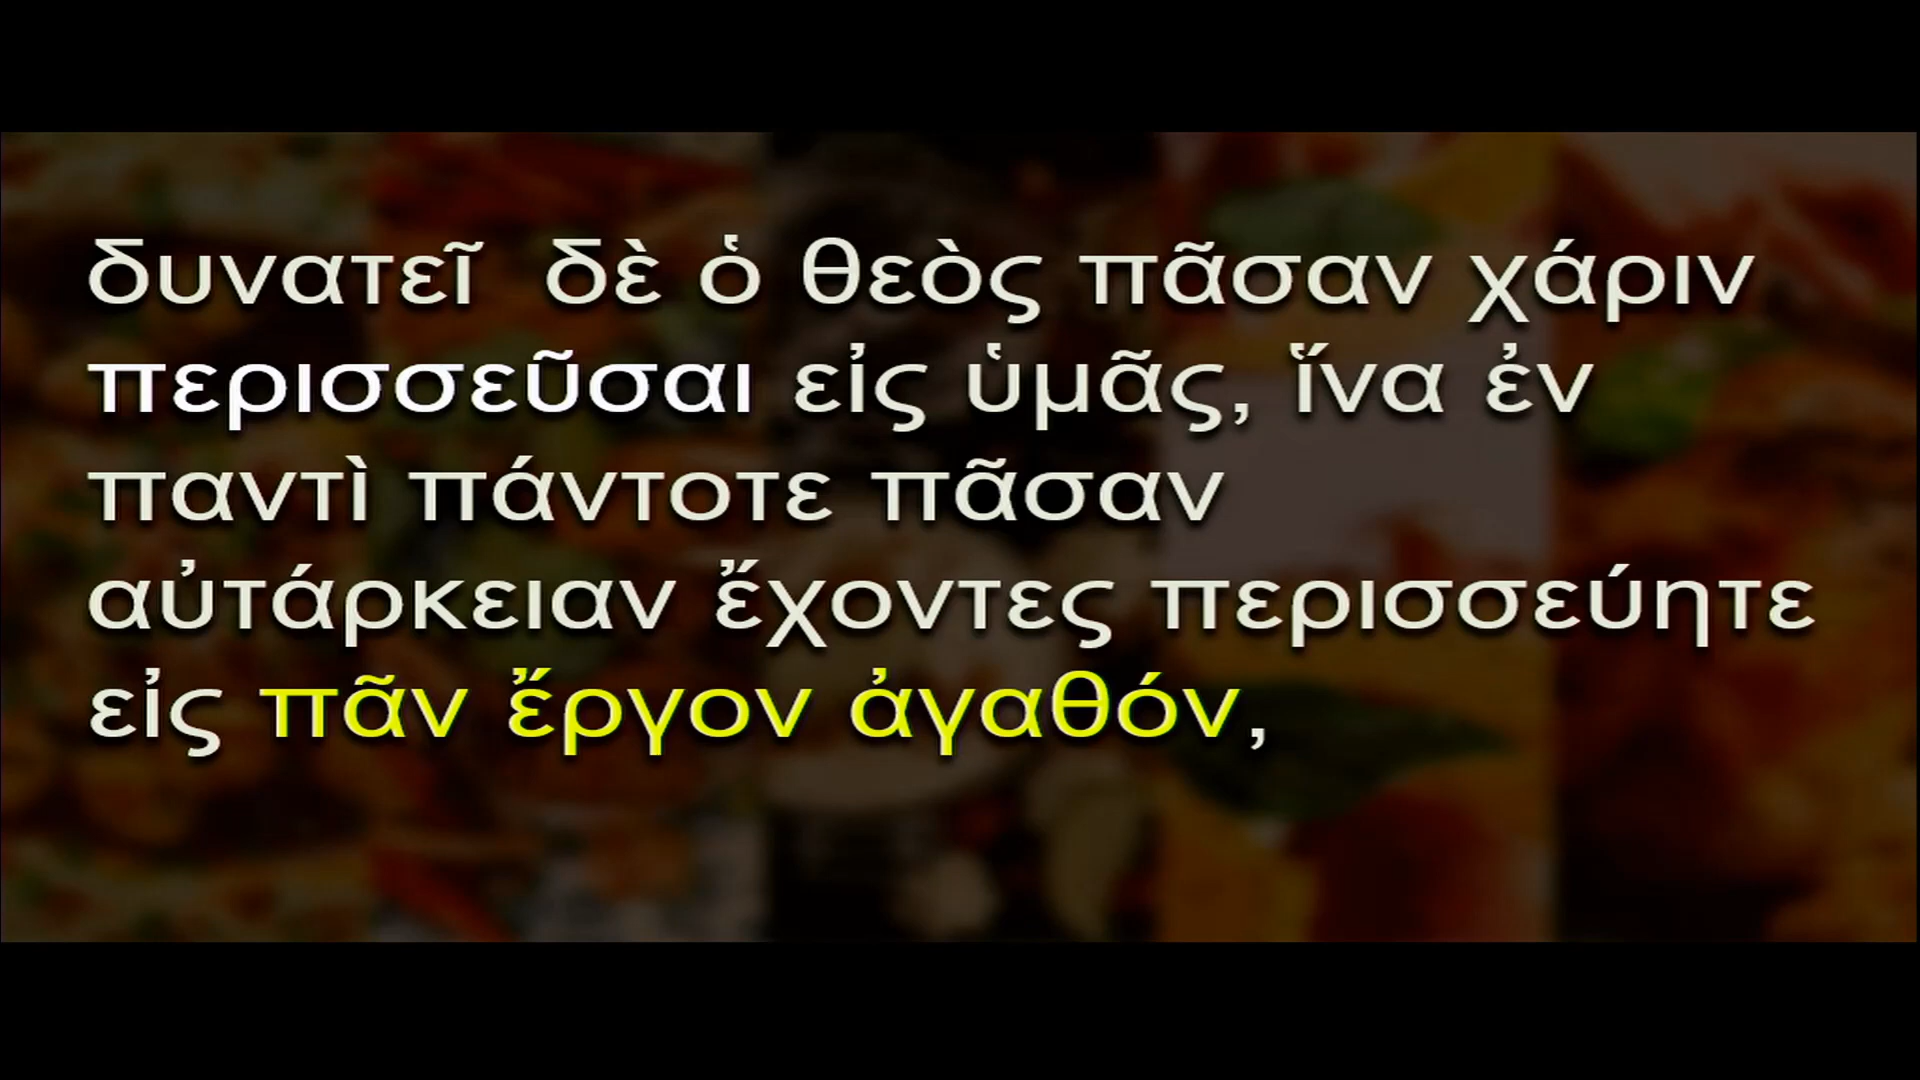 δυνατεῖ δὲ ὁ θεὸς πᾶσαν χάριν
περισσεῦσαι εἰς ὑμᾶς, ἵνα ἐν
παντὶ πάντοτε πᾶσαν
αὐτάρκειαν ἔχοντες περισσεύητε
εἰς πᾶν ἔργον ἀγαθόν,